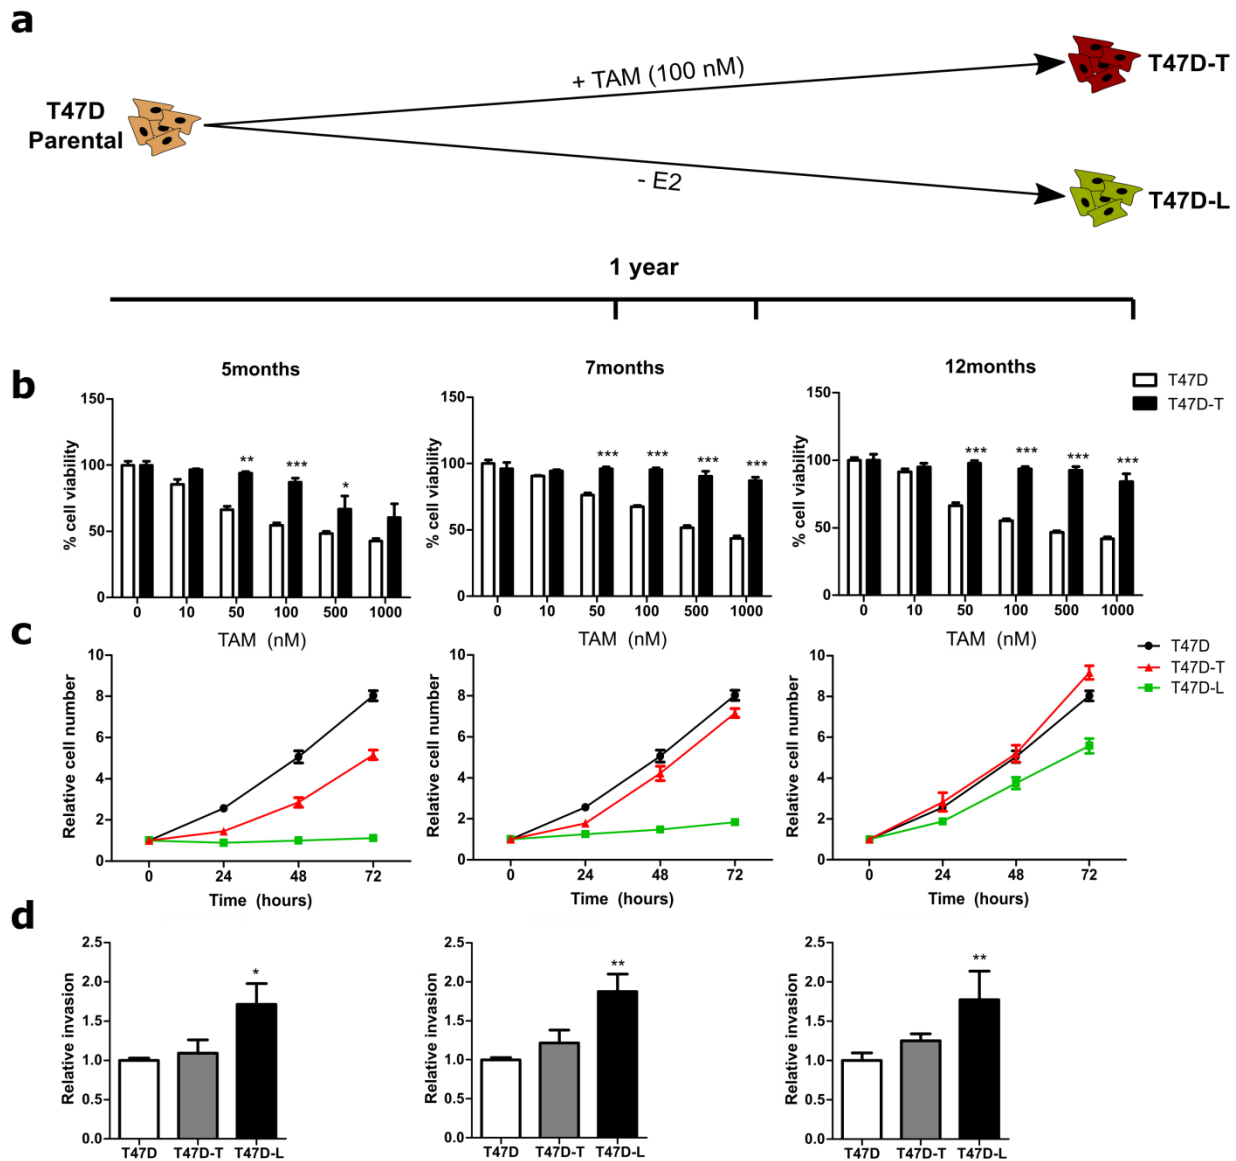 a
T47D
Parental
+ TAM (100 nM)
- E2
T47D-T
T47D-L
1 year
b
5months
7months
12months
T47D
T47D-T
% cell viability
150
100
50
0
** *** *
0 10 50 100 500 1000
TAM (nM)
% cell viability
150
100
50
0
*** *** *** ***
0 10 50 100 500 1000
TAM (nM)
% cell viability
150
100
50
0
*** *** *** ***
0 10 50 100 500 1000
TAM (nM)
c
T47D
T47D-T
T47D-L
Relative cell number
10
8
6
4
2
0
0 24 48 72
Time (hours)
Relative cell number
10
8
6
4
2
0
0 24 48 72
Time (hours)
Relative cell number
10
8
6
4
2
0
0 24 48 72
Time (hours)
d
Relative invasion
2.5
2.0
1.5
1.0
0.5
0.0
*
T47D T47D-T T47D-L
Relative invasion
2.5
2.0
1.5
1.0
0.5
0.0
**
T47D T47D-T T47D-L
Relative invasion
2.5
2.0
1.5
1.0
0.5
0.0
**
T47D T47D-T T47D-L